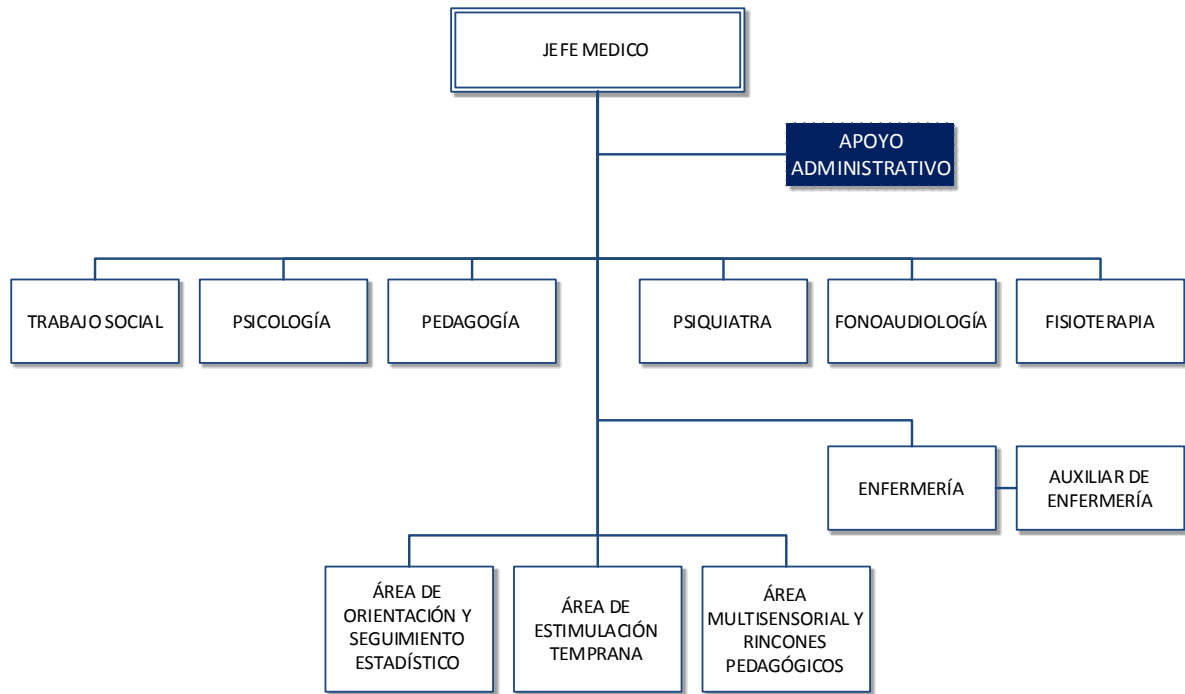 JEFE MEDICO
APOYO
ADMINISTRATIVO
TRABAJO SOCIAL
PSICOLOGÍA
PEDAGOGÍA
PSIQUIATRA
FONOAUDIOLOGÍA
FISIOTERAPIA
ENFERMERÍA
AUXILIAR DE
ENFERMERÍA
ÁREA DE
ORIENTACIÓN Y
SEGUIMIENTO
ESTADÍSTICO
ÁREA DE
ESTIMULACIÓN
TEMPRANA
ÁREA
MULTISENSORIAL Y
RINCONES
PEDAGÓGICOS